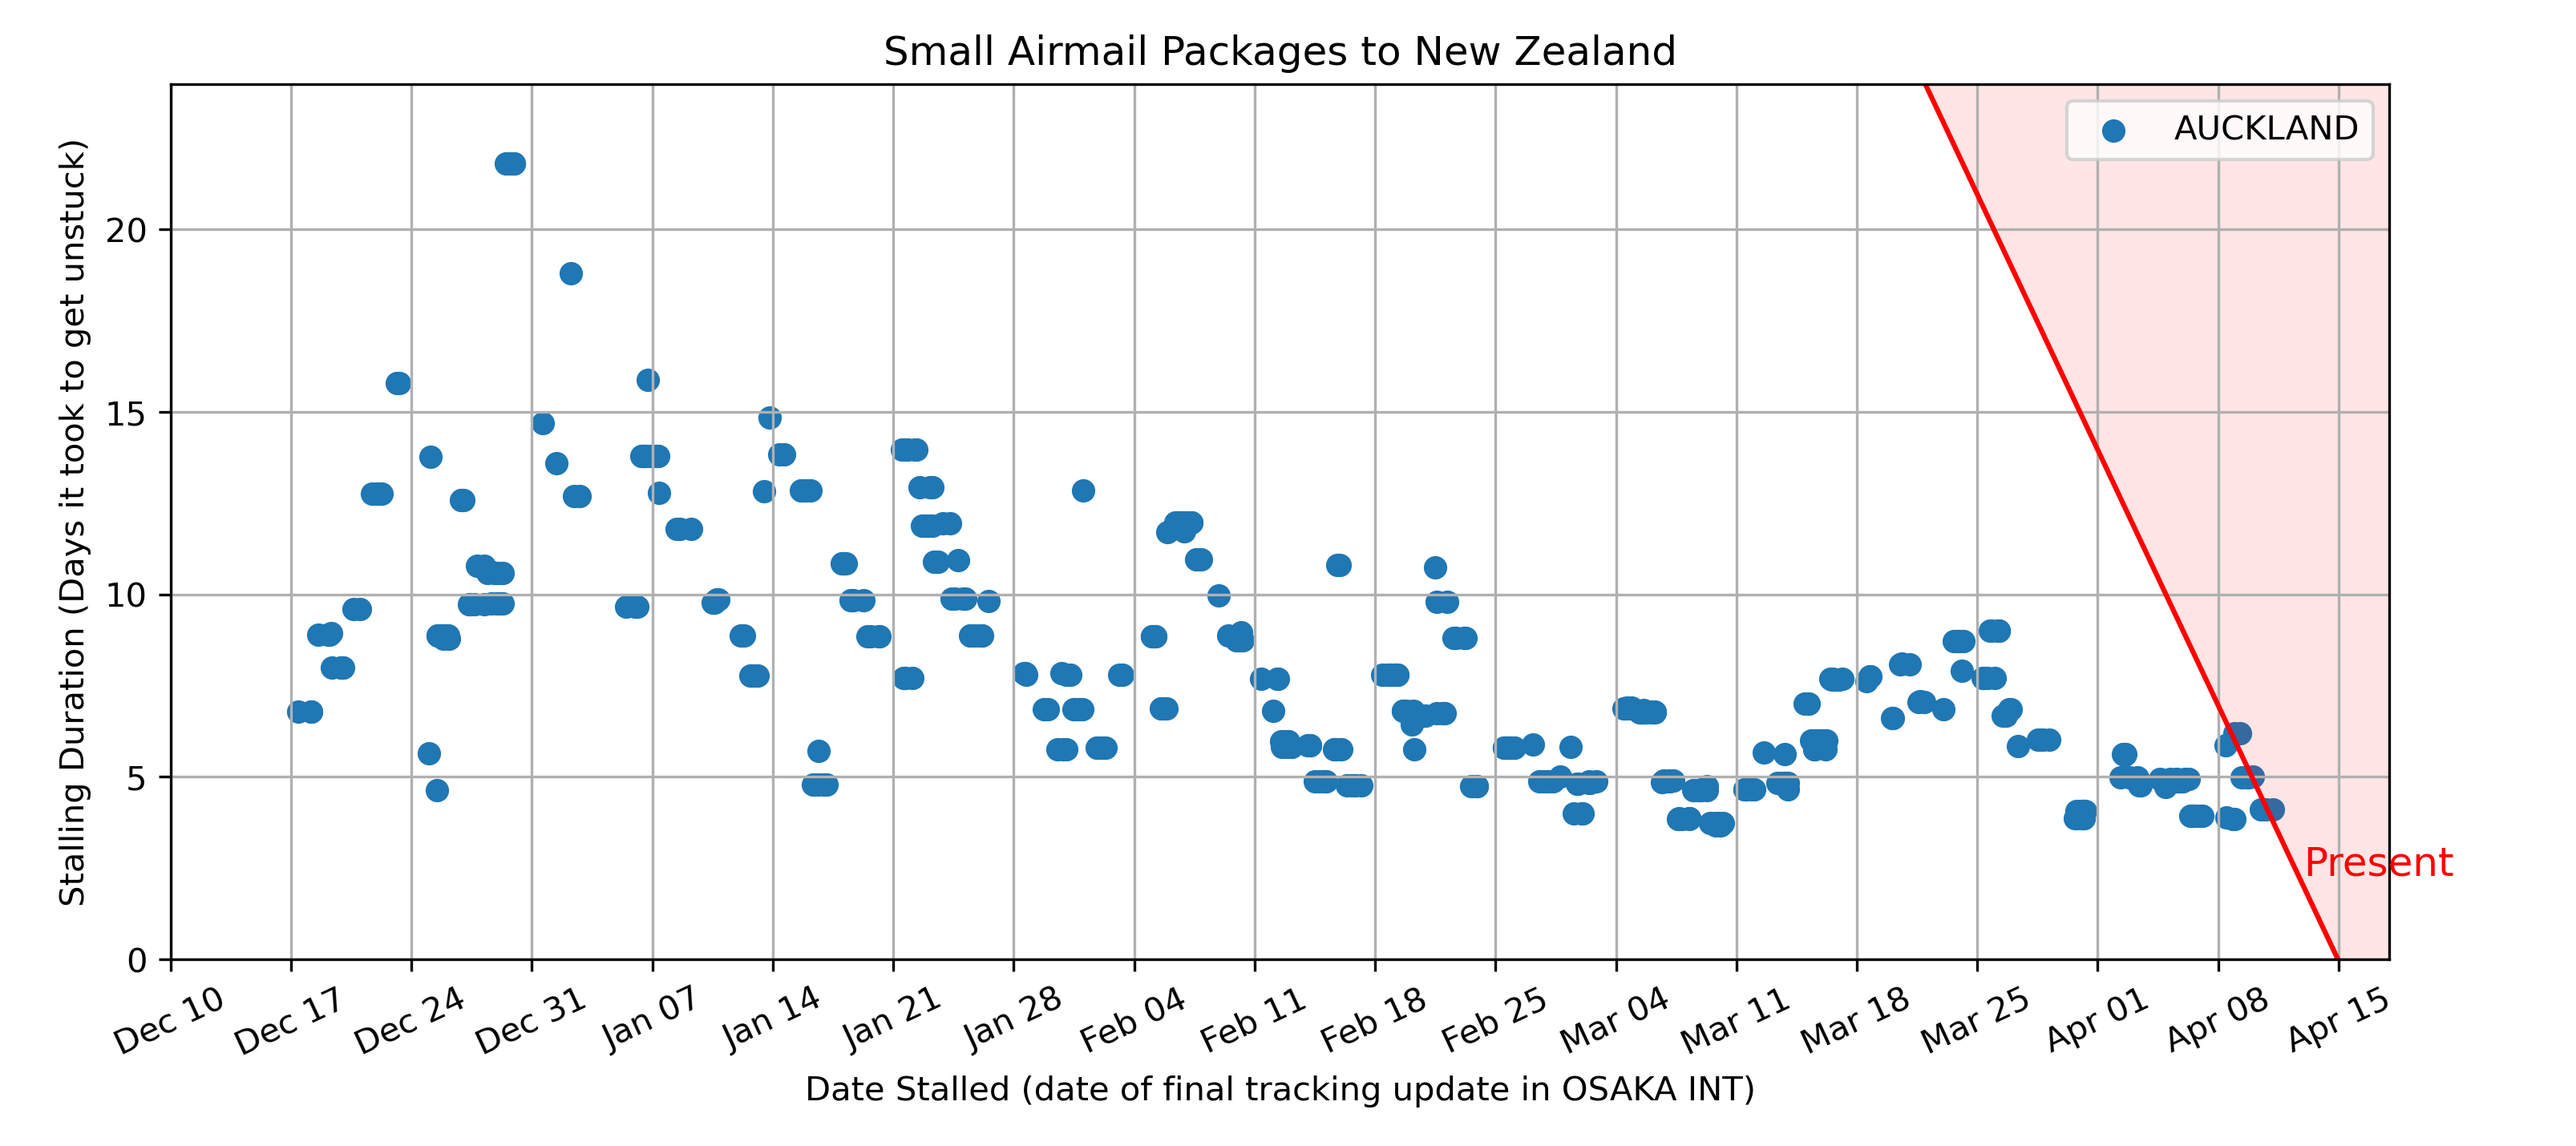 Small Airmail Packages to New Zealand
AUCKLAND
Stalling Duration (Days it took to get unstuck)
20
15
10
5
0
Present
Dec 10 Dec 17 Dec 24 Dec 31 Jan 07 Jan 14 Jan 21 Jan 28 Feb 04 Feb 11 Feb 18 Feb 25 Mar 04 Mar 11 Mar 18 Mar 25 Apr 01 Apr 08 Apr 15
Date Stalled (date of final tracking update in OSAKA INT)